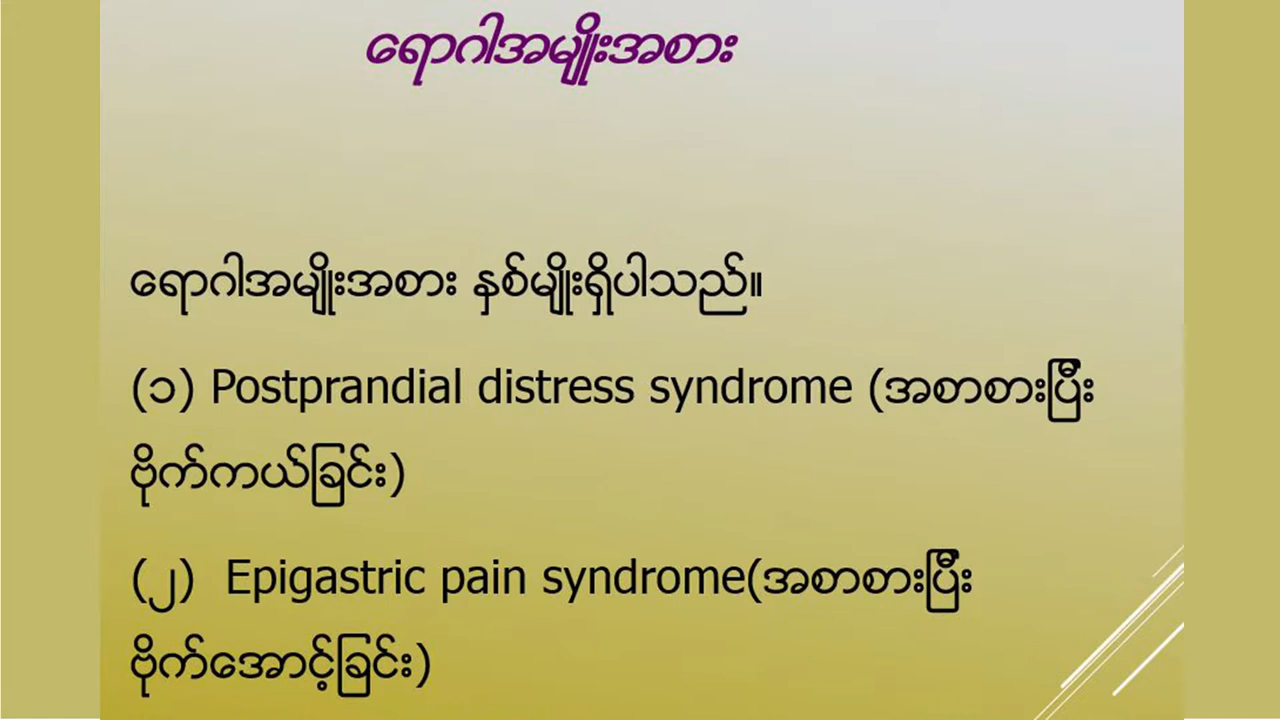 ရောဂါအမျိုးအစား
ရောဂါအမျိုးအစား နှစ်မျိုးရှိပါသည်။
(၁) Postprandial distress syndrome (အစာစားပြီး
ဗိုက်ကယ်ခြင်း)
(၂) Epigastric pain syndrome(အစာစားပြီး
ဗိုက်အောင့်ခြင်း)